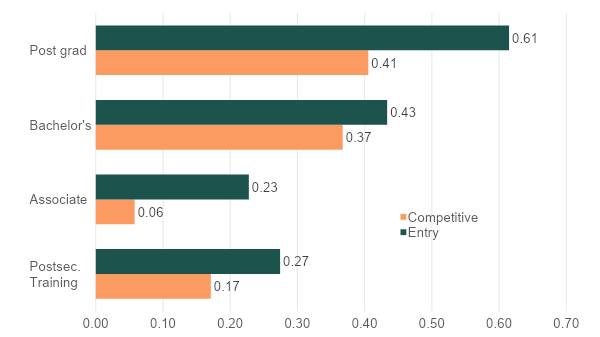 Post grad
0.61
0.41
Bachelor's
0.43
0.37
Associate
0.23
0.06
Competitive
Entry
Postsec.
Training
0.27
0.17
0.00 0.10 0.20 0.30 0.40 0.50 0.60 0.70